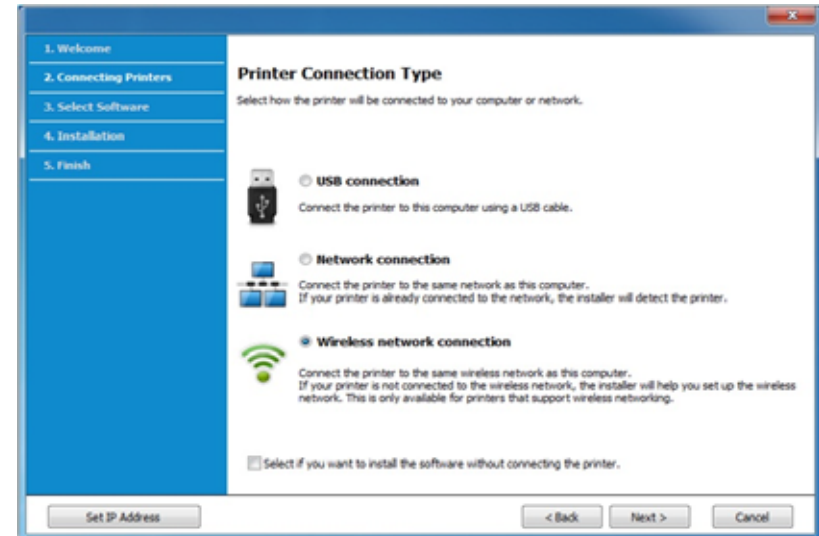 1. Welcome
2. Connecting Printers
3. Select Software
4. Installation
5. Finish
Printer Connection Type
Select how the printer will be connected to your computer or network.
USB connection
Connect the printer to this computer using a USB cable.
Network connection
Connect the printer to the same network as this computer.
If your printer is already connected to the network, the installer will detect the printer.
Wireless network connection
Connect the printer to the same wireless network as this computer.
If your printer is not connected to the wireless network, the installer will help you set up the wireless
network. This is only available for printers that support wireless networking.
Select if you want to install the software without connecting the printer.
Set IP Address
< Back
Next >
Cancel